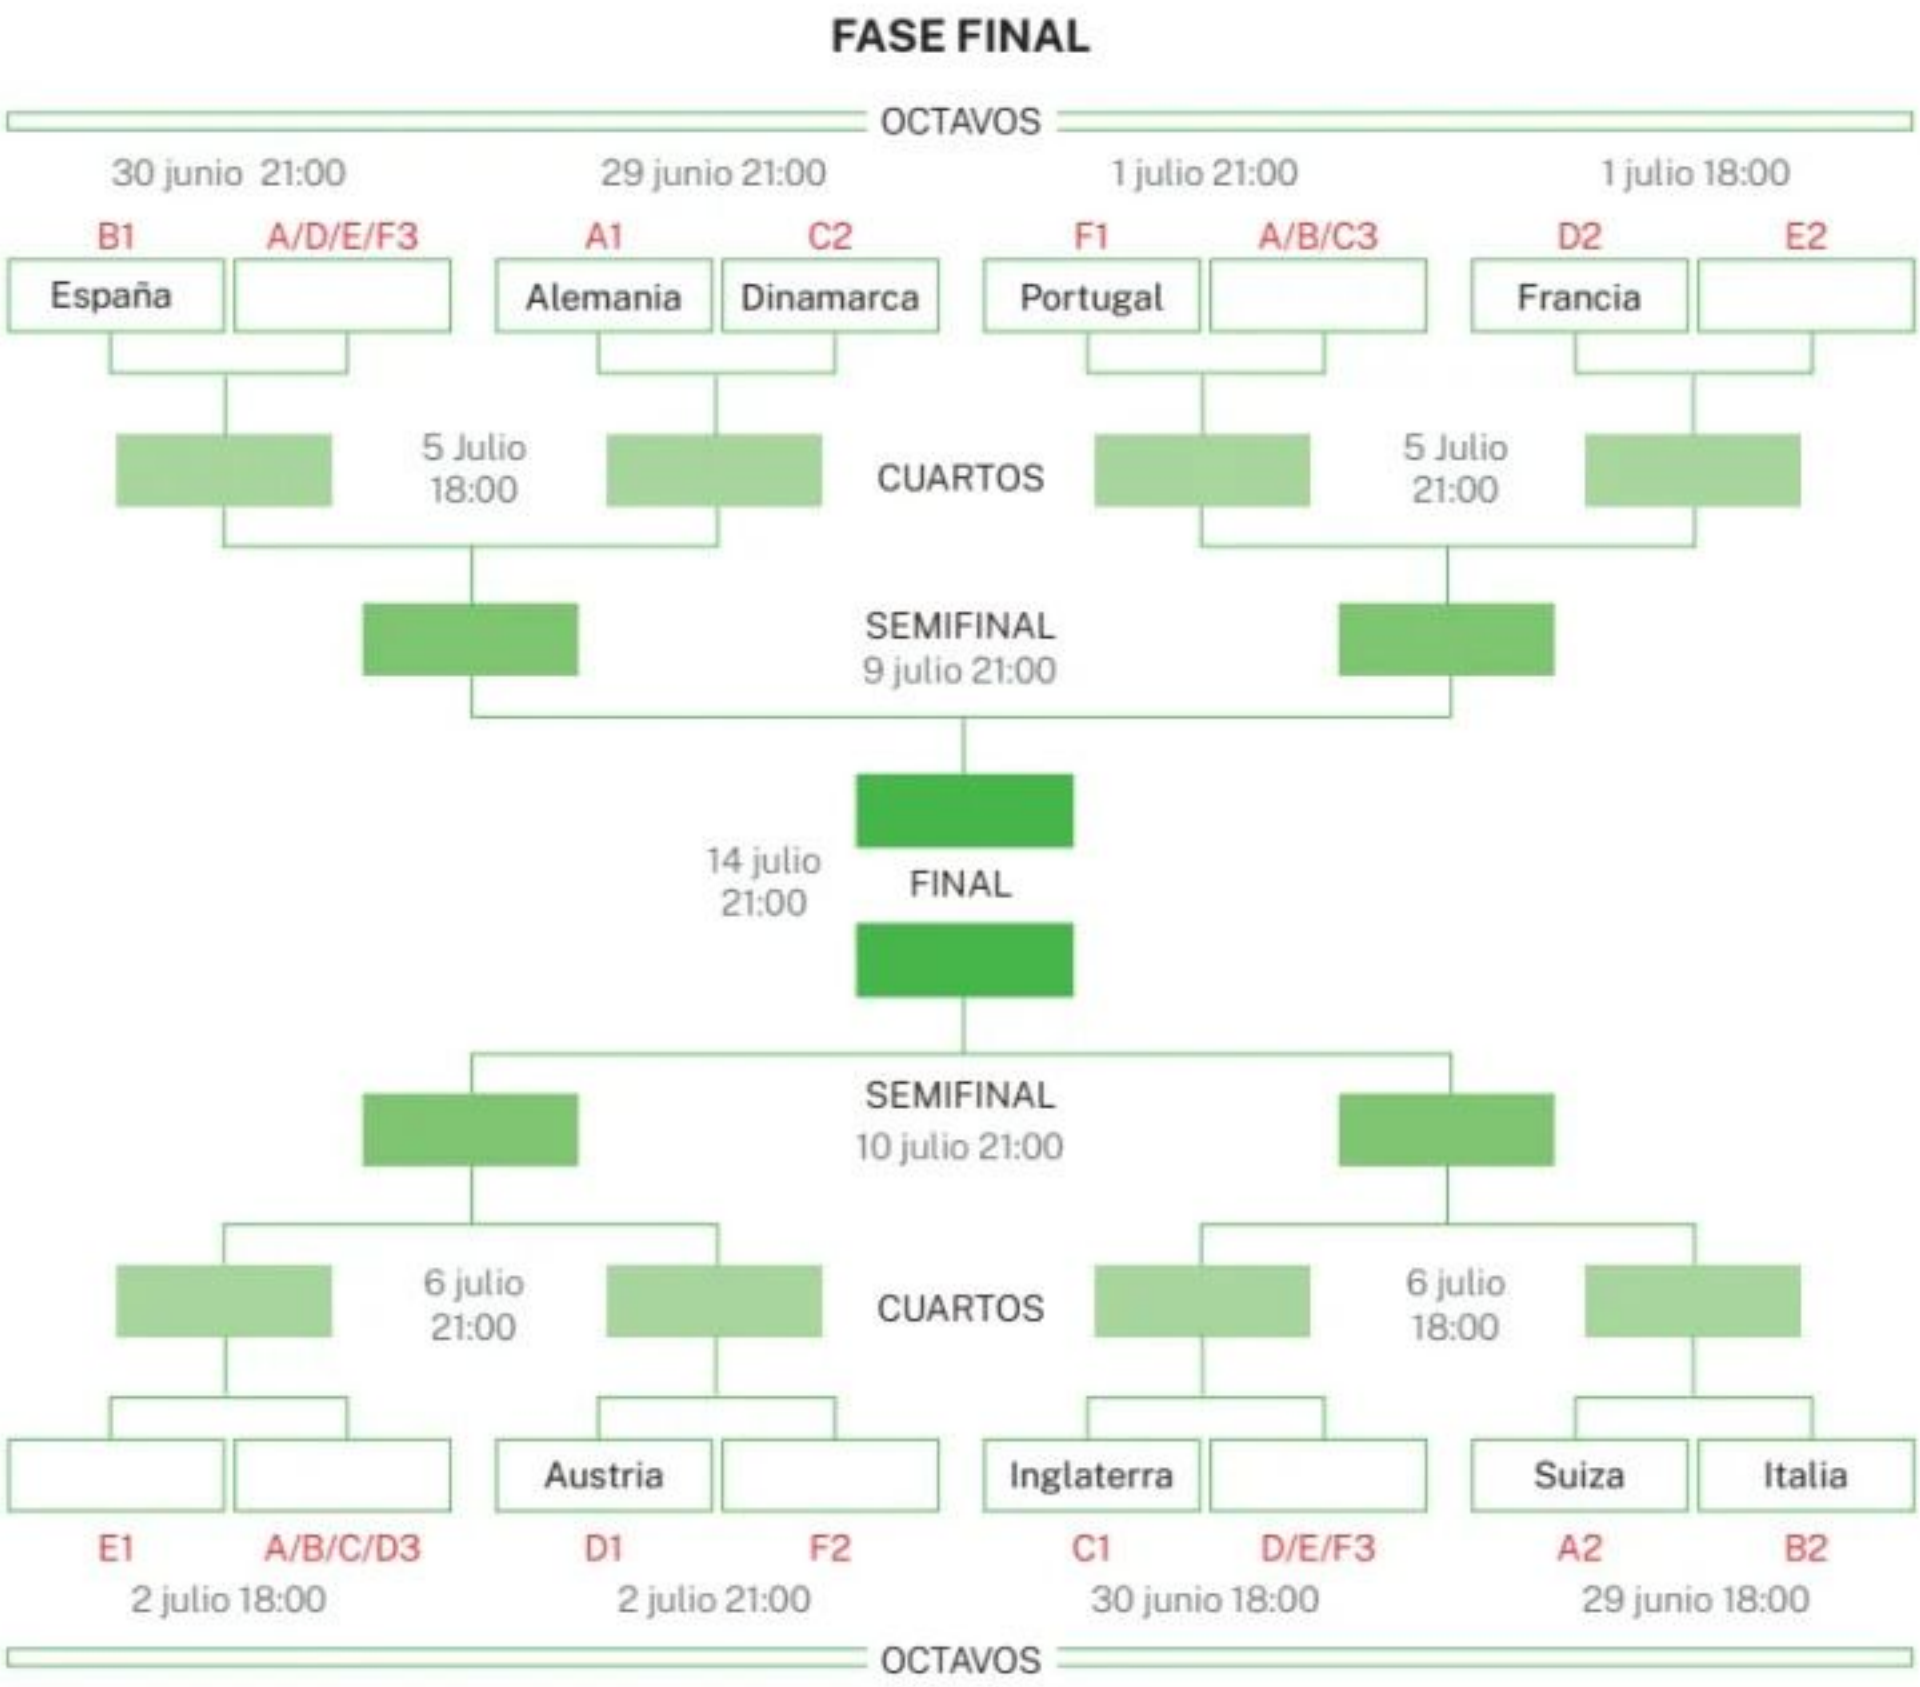 FASE FINAL
OCTAVOS
30 junio 21:00
29 junio 21:00
1 julio 21:00
1 julio 18:00
B1
A/D/E/F3
A1
C2
F1
A/B/C3
D2
E2
España
Alemania
Dinamarca
Portugal
Francia
5 Julio
18:00
CUARTOS
5 Julio
21:00
SEMIFINAL
9 julio 21:00
14 julio
21:00
FINAL
SEMIFINAL
10 julio 21:00
6 julio
21:00
CUARTOS
6 julio
18:00
Austria
Inglaterra
Suiza
Italia
E1
A/B/C/D3
D1
F2
C1
D/E/F3
A2
B2
2 julio 18:00
2 julio 21:00
30 junio 18:00
29 junio 18:00
OCTAVOS